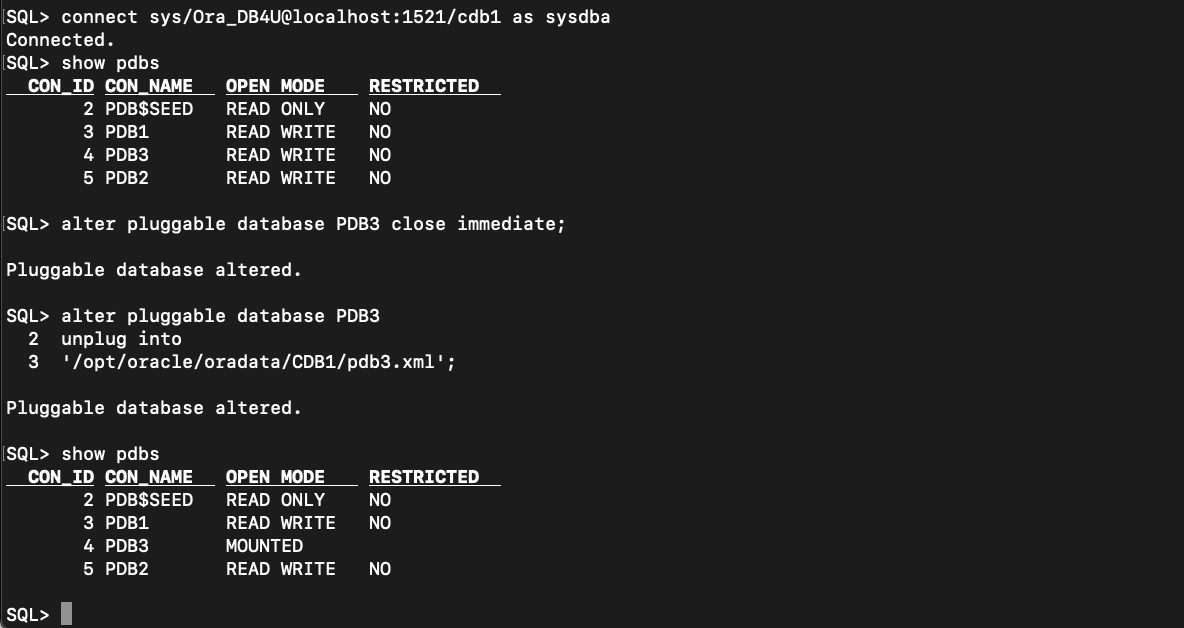 SQL> connect sys/Ora_DB4U@localhost:1521/cdb1 as sysdba
Connected.
SQL> show pdbs
CON_ID CON_NAME OPEN MODE RESTRICTED
2 PDB$SEED READ ONLY NO
3 PDB1 READ WRITE NO
4 PDB3 READ WRITE NO
5 PDB2 READ WRITE NO
SQL> alter pluggable database PDB3 close immediate;
Pluggable database altered.
SQL> alter pluggable database PDB3
2 unplug into
3 '/opt/oracle/oradata/CDB1/pdb3.xml';
Pluggable database altered.
SQL> show pdbs
CON_ID CON_NAME OPEN MODE RESTRICTED
2 PDB$SEED READ ONLY NO
3 PDB1 READ WRITE NO
4 PDB3 MOUNTED
5 PDB2 READ WRITE NO
SQL>